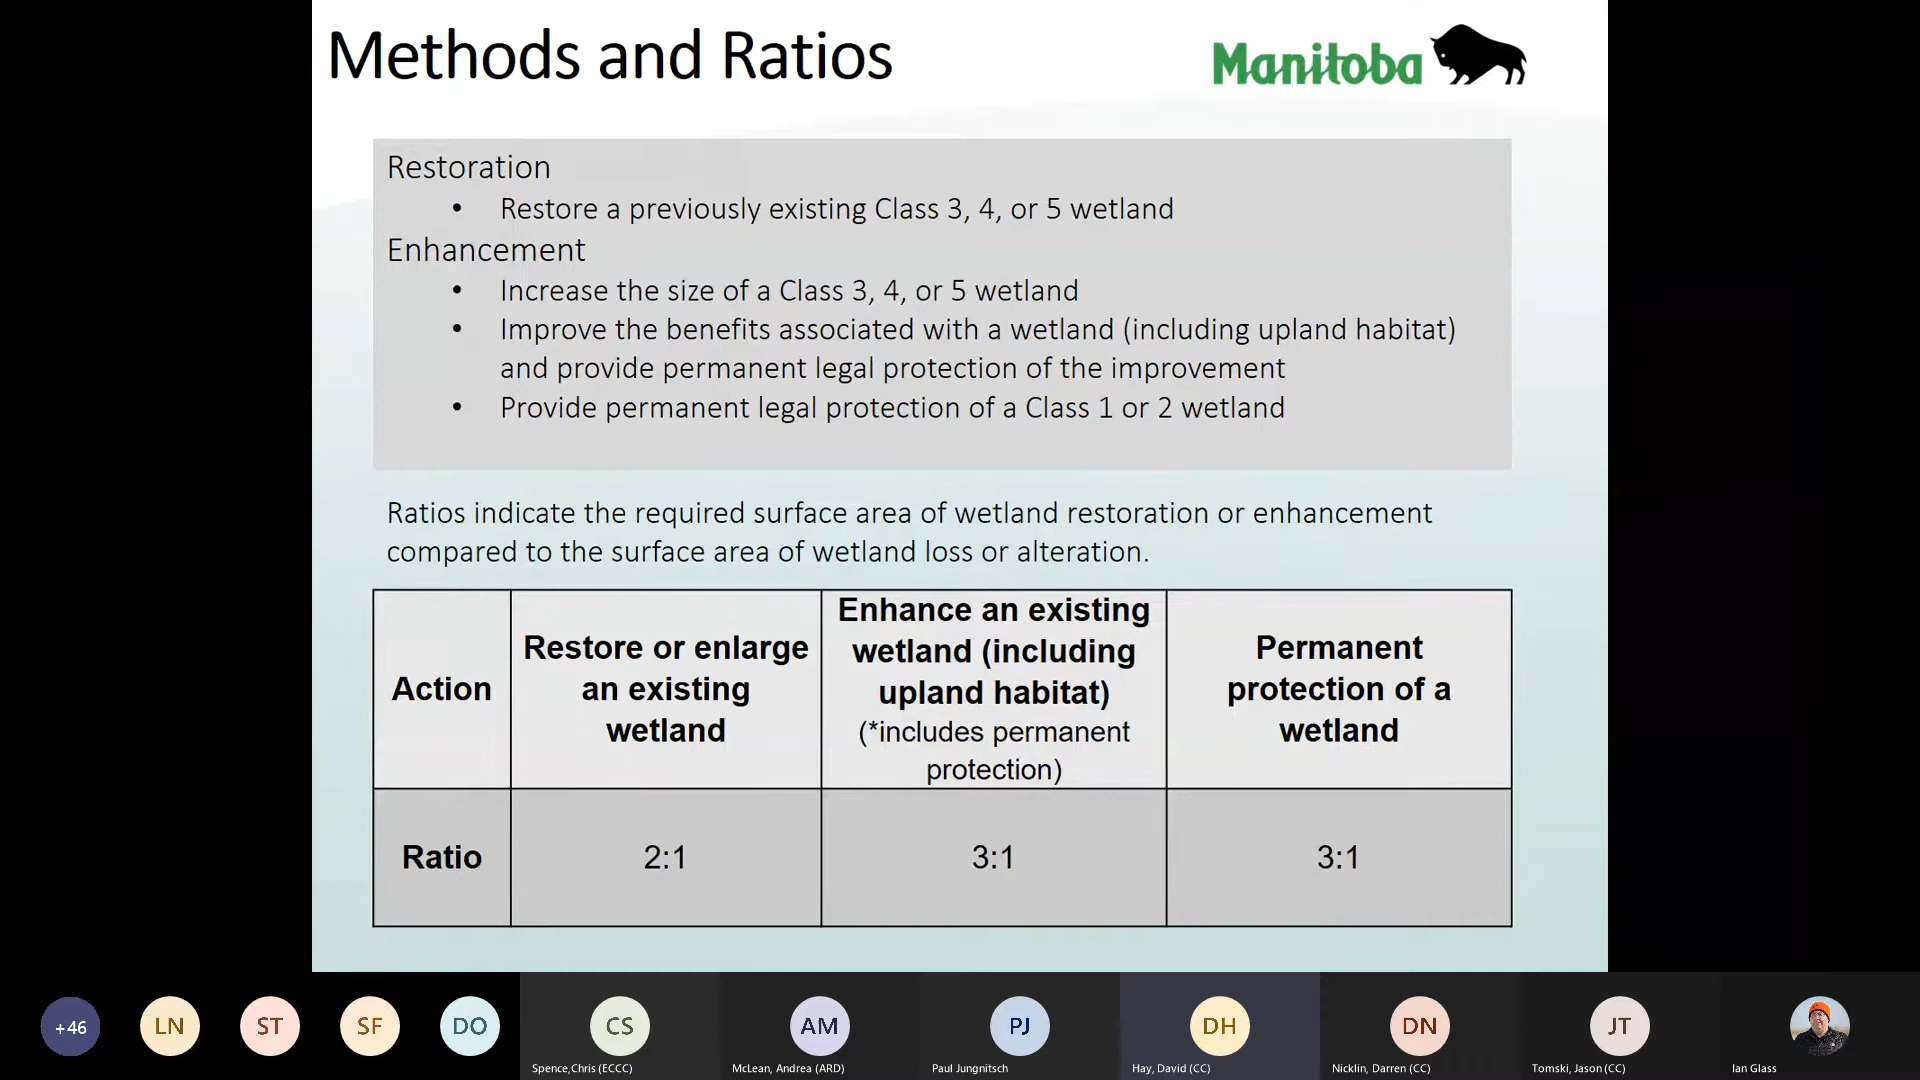 Methods and Ratios
Manitoba
Restoration
• Restore a previously existing Class 3, 4, or 5 wetland
Enhancement
• Increase the size of a Class 3, 4, or 5 wetland
• Improve the benefits associated with a wetland (including upland habitat)
and provide permanent legal protection of the improvement
• Provide permanent legal protection of a Class 1 or 2 wetland
Ratios indicate the required surface area of wetland restoration or enhancement
compared to the surface area of wetland loss or alteration.
Action
Restore or enlarge
an existing
wetland
Enhance an existing
wetland (including
upland habitat)
(*includes permanent
protection)
Permanent
protection of a
wetland
Ratio
2:1
3:1
3:1
+46
LN
ST
SF
DO
CS
AM
PJ
DH
DN
JT
Spence,Chris (ECCC)
McLean, Andrea (ARD)
Paul Jungnitsch
Hay, David (CC)
Nicklin, Darren (CC)
Tomski, Jason (CC)
Ian Glass